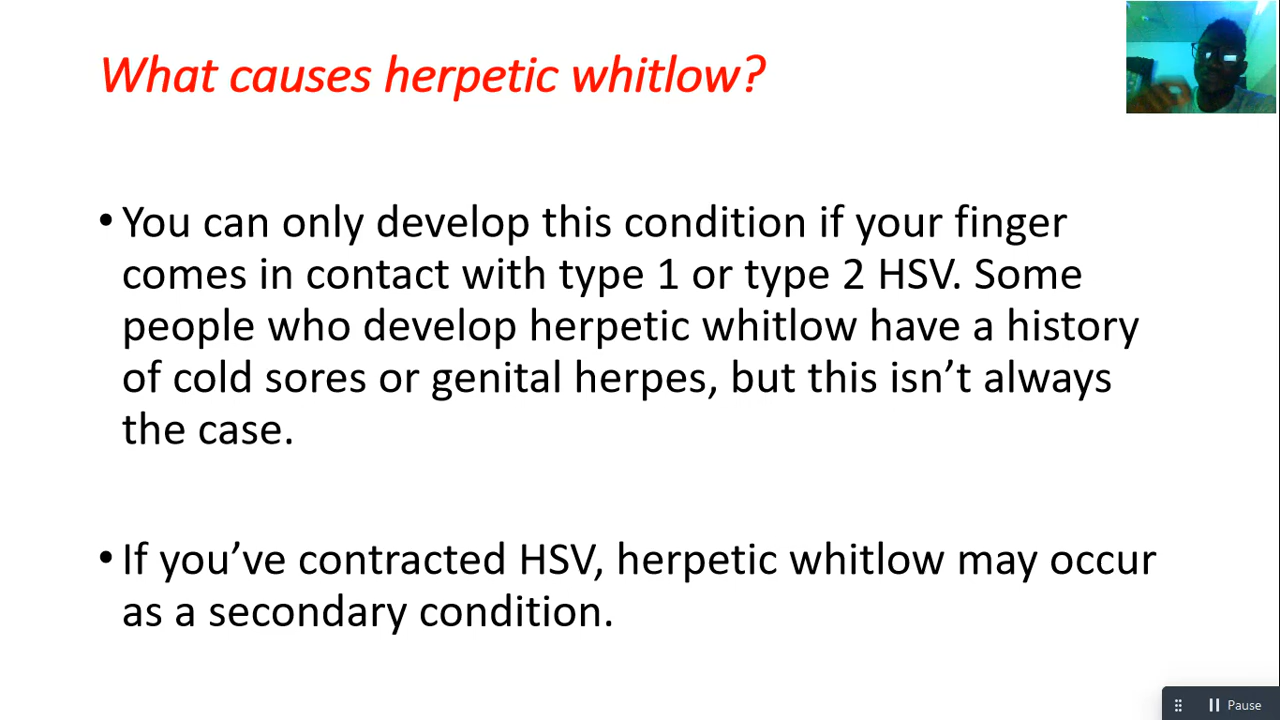 What causes herpetic whitlow?
• You can only develop this condition if your finger
comes in contact with type 1 or type 2 HSV. Some
people who develop herpetic whitlow have a history
of cold sores or genital herpes, but this isn’t always
the case.
• If you’ve contracted HSV, herpetic whitlow may occur
as a secondary condition.
Pause